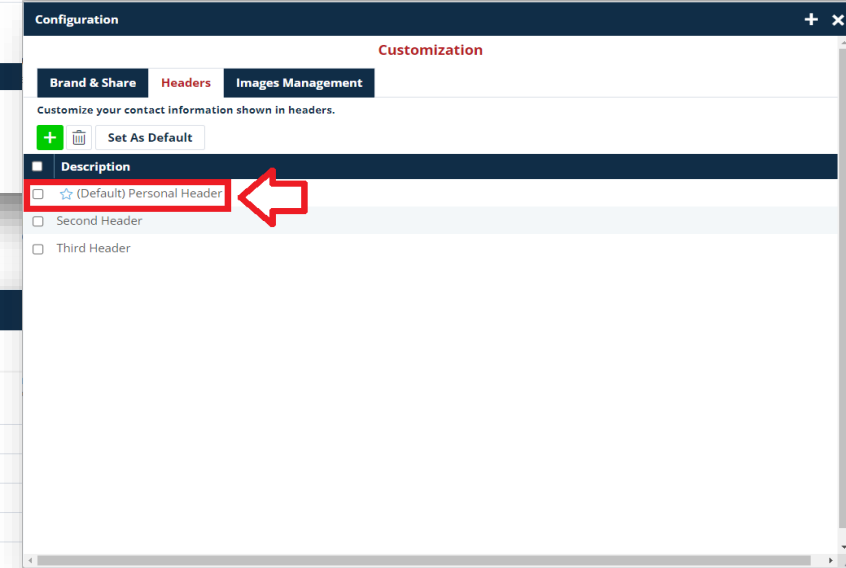 Configuration
Customization
Brand & Share Headers Images Management
Customize your contact information shown in headers.
Set As Default
Description
(Default) Personal Header
Second Header
Third Header